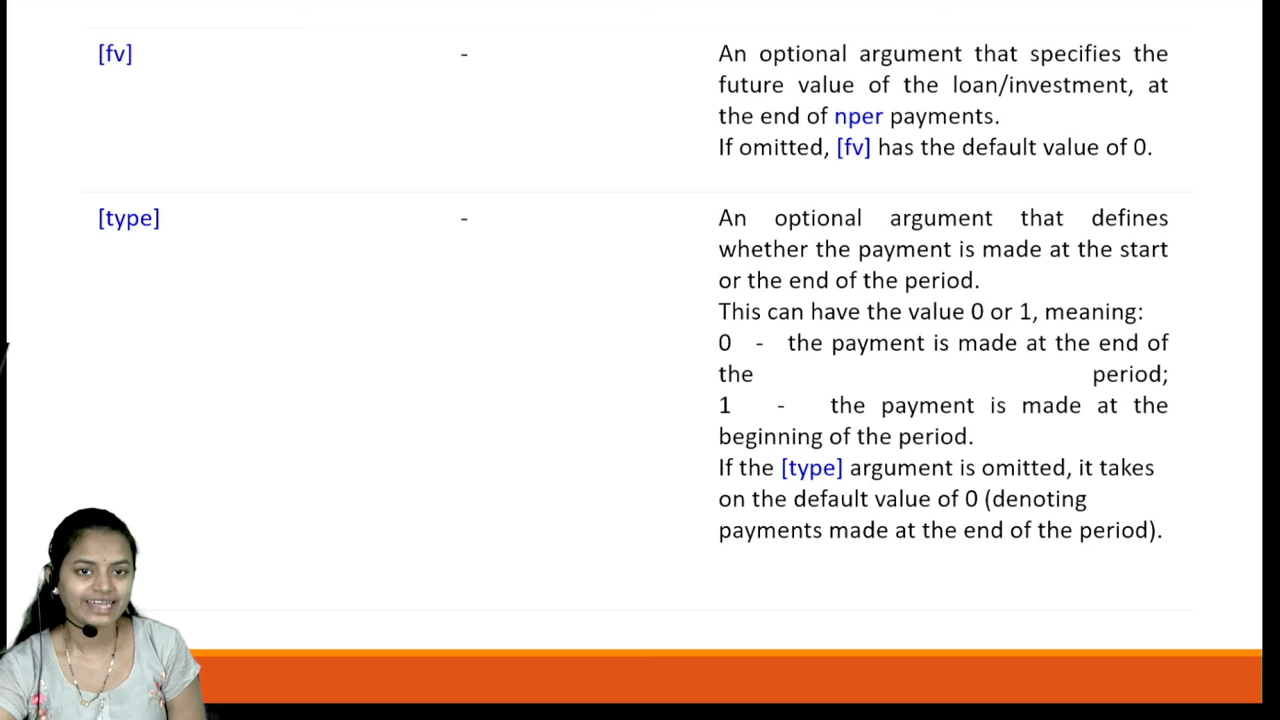 [fv] - An optional argument that specifies the
future value of the loan/investment, at
the end of nper payments.
If omitted, [fv] has the default value of 0.
[type] - An optional argument that defines
whether the payment is made at the start
or the end of the period.
This can have the value 0 or 1, meaning:
0 - the payment is made at the end of
the period;
1 - the payment is made at the
beginning of the period.
If the [type] argument is omitted, it takes
on the default value of 0 (denoting
payments made at the end of the period).